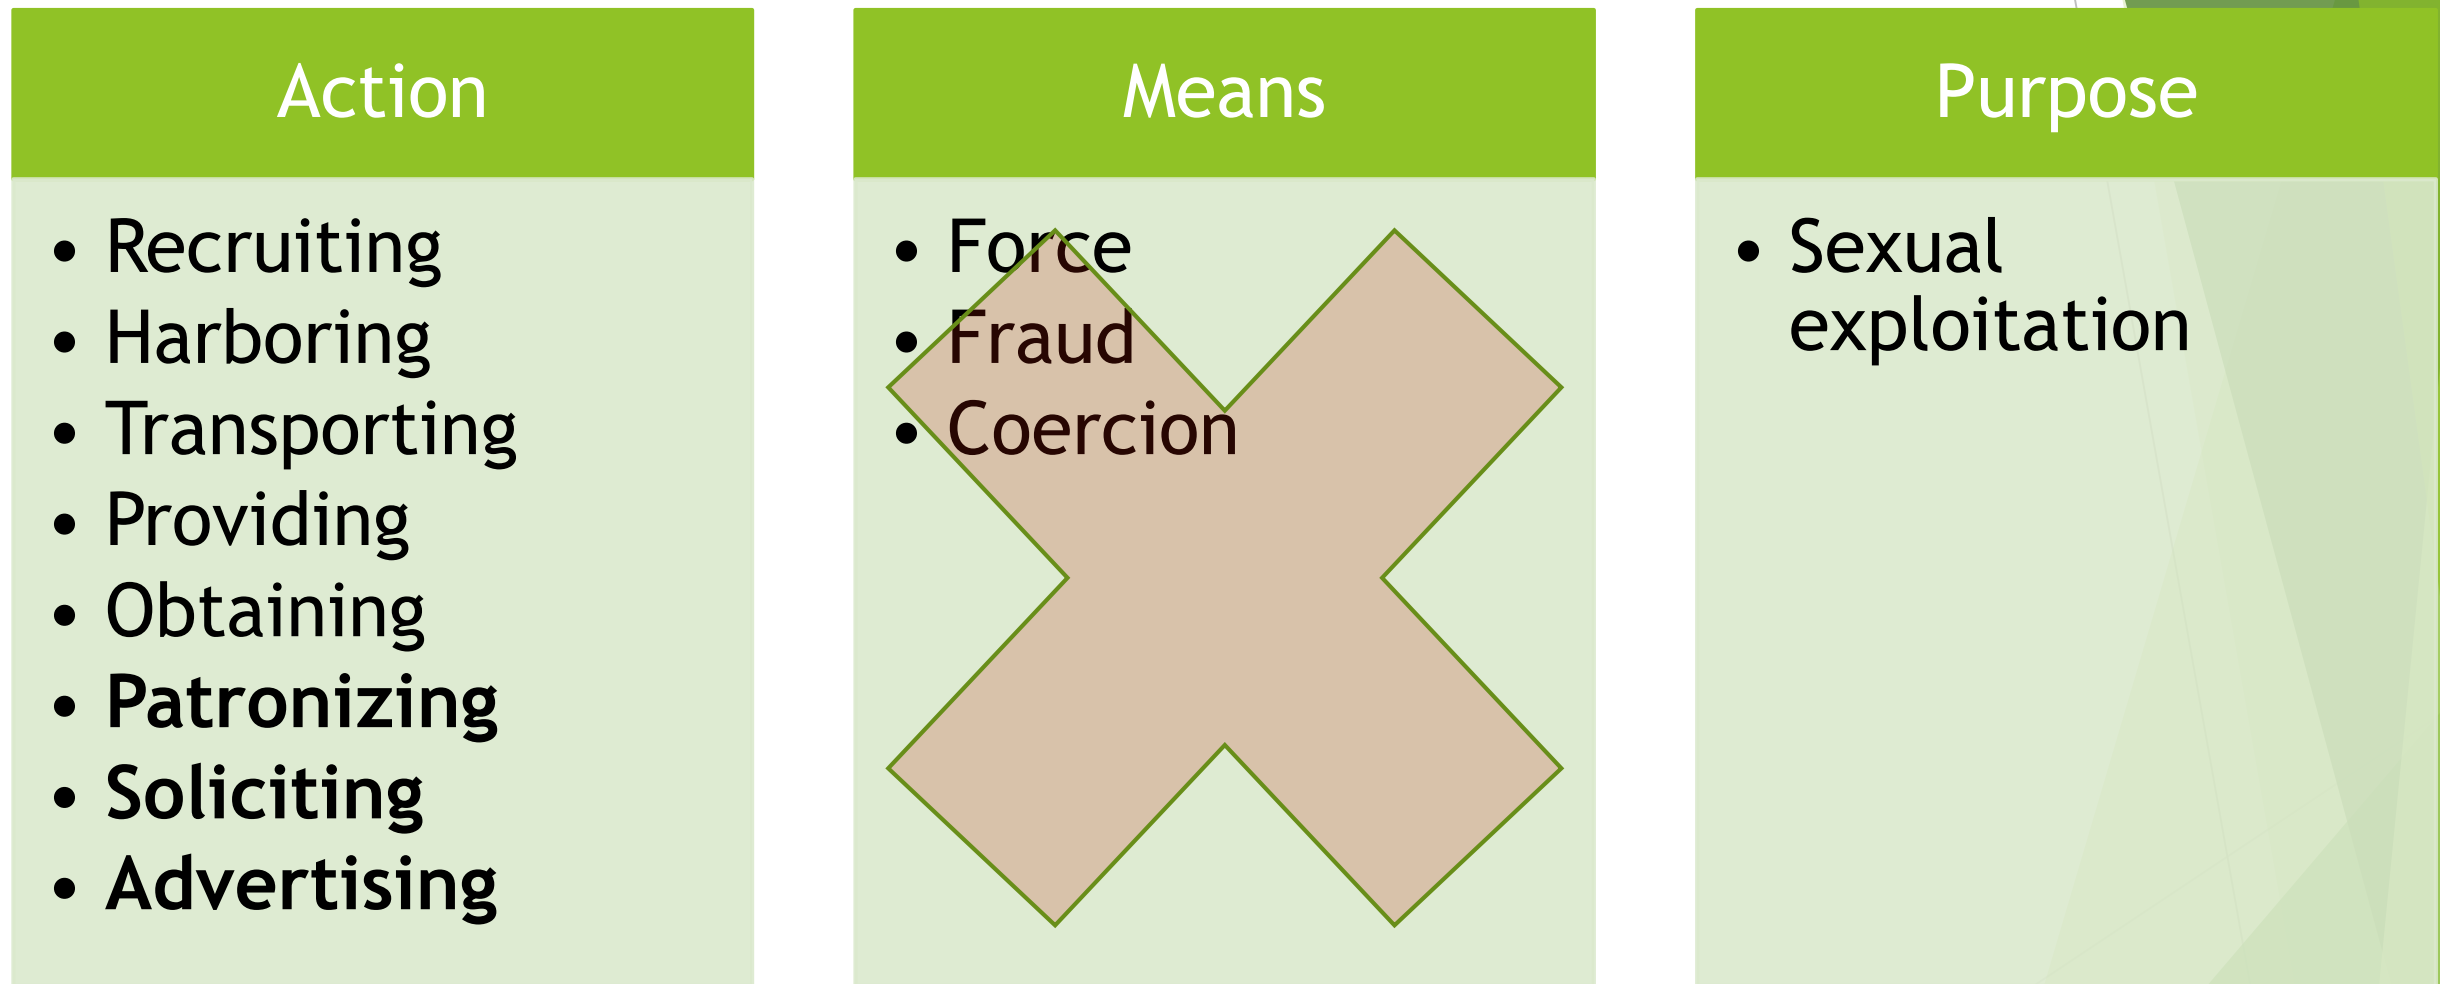 Action
• Recruiting
• Harboring
• Transporting
• Providing
• Obtaining
• Patronizing
• Soliciting
• Advertising
Means
• Force
• Fraud
• Coercion
Purpose
• Sexual
exploitation